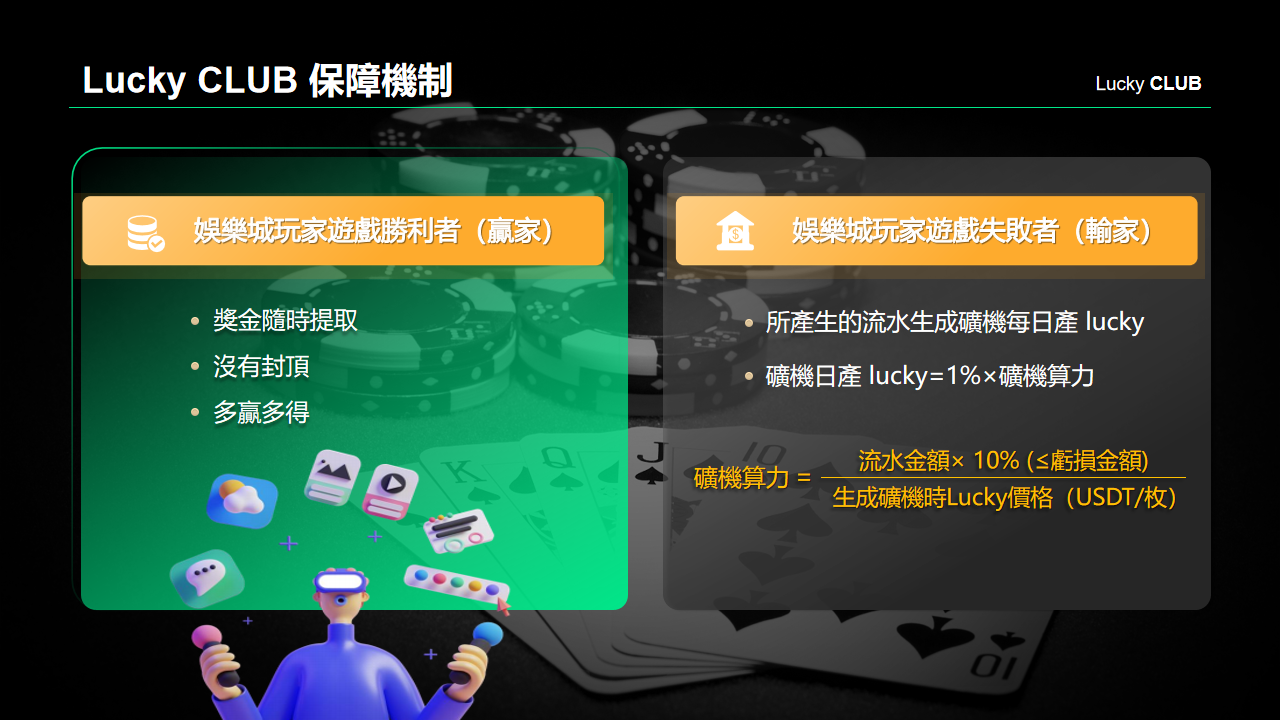 Lucky CLUB 保障機制
Lucky CLUB
娛樂城玩家遊戲勝利者（贏家）
獎金隨時提取
沒有封頂
多贏多得
娛樂城玩家遊戲失敗者（輸家）
所產生的流水生成礦機每日產 lucky
礦機日產 lucky=1%×礦機算力
礦機算力 =
流水金額× 10% (≤虧損金額)
生成礦機時Lucky價格（USDT/枚）
K
Q
J
10
10